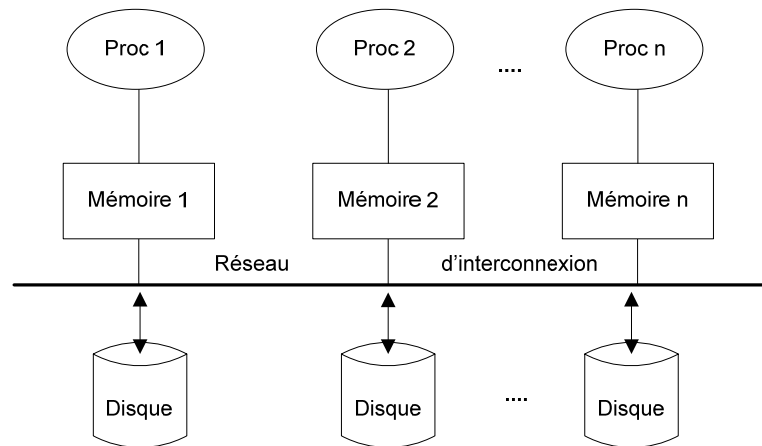 Proc 1
Proc 2
....
Proc n
Mémoire 1
Mémoire 2
Mémoire n
Réseau d'interconnexion
Disque
Disque
....
Disque